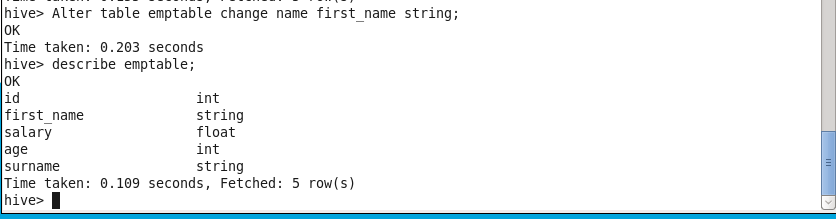 hive> Alter table emptable change name first_name string;
OK
Time taken: 0.203 seconds
hive> describe emptable;
OK
id                      int
first_name              string
salary                  float
age                     int
surname                 string
Time taken: 0.109 seconds, Fetched: 5 row(s)
hive>